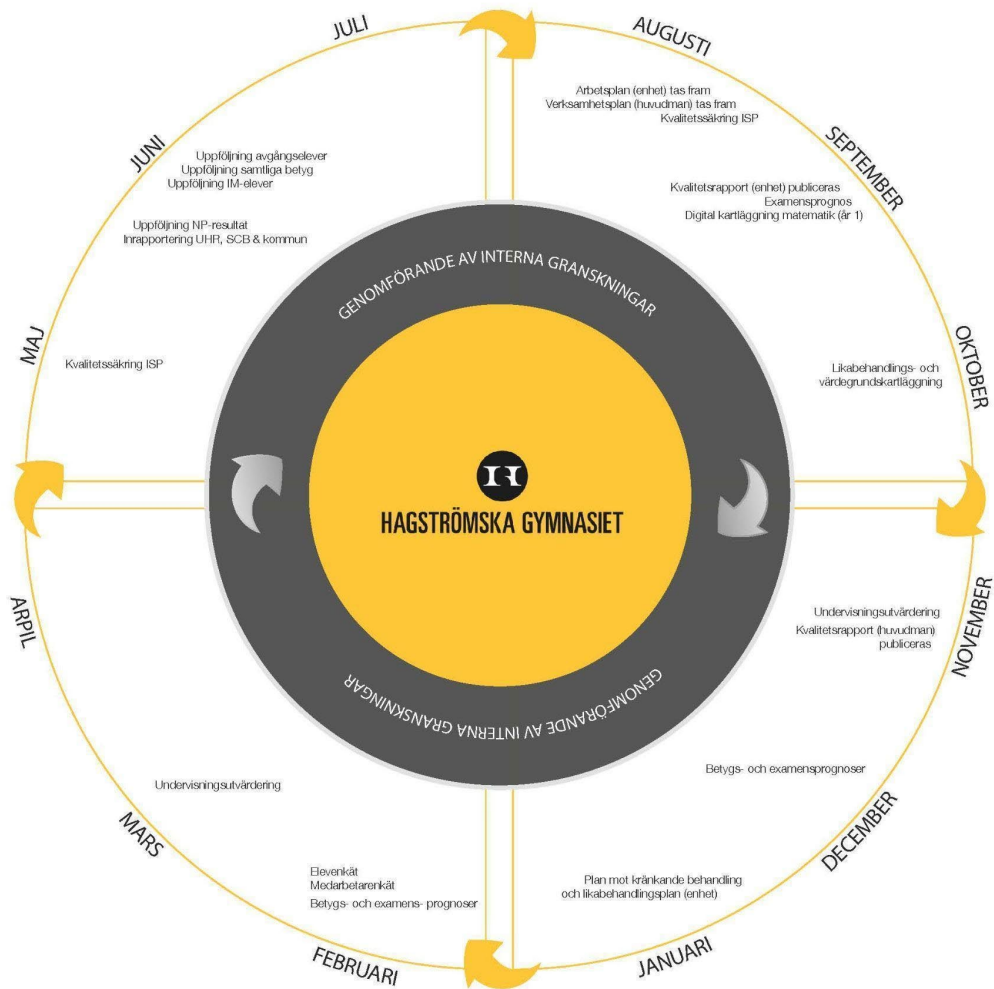 JULI
AUGUSTI
Arbetsplan (enhet) tas fram
Verksamhetsplan (huvudman) tas fram
Kvalitetssäkring ISP
SEPTEMBER
Kvalitetsrapport (enhet) publiceras
Examensprognos
Digital kartläggning matematik (år 1)
OKTOBER
Likabehandlings- och
värdegrundskartläggning
NOVEMBER
Undervisningsutvärdering
Kvalitetsrapport (huvudman)
publiceras
DECEMBER
Betygs- och examensprognoser
JANUARI
Plan mot kränkande behandling
och likabehandlingsplan (enhet)
FEBRUARI
Elevenkät
Medarbetarenkät
Betygs- och examens- prognoser
MARS
Undervisningsutvärdering
ARPIL
MAJ
Kvalitetssäkring ISP
JUNI
Uppföljning avgångselever
Uppföljning samtliga betyg
Uppföljning IM-elever
Uppföljning NP-resultat
Inrapportering UHR, SCB & kommun
GENOMFÖRANDE AV INTERNA GRANSKNINGAR
H
HAGSTRÖMSKA GYMNASIET
GENOMFÖRANDE AV INTERNA GRANSKNINGAR